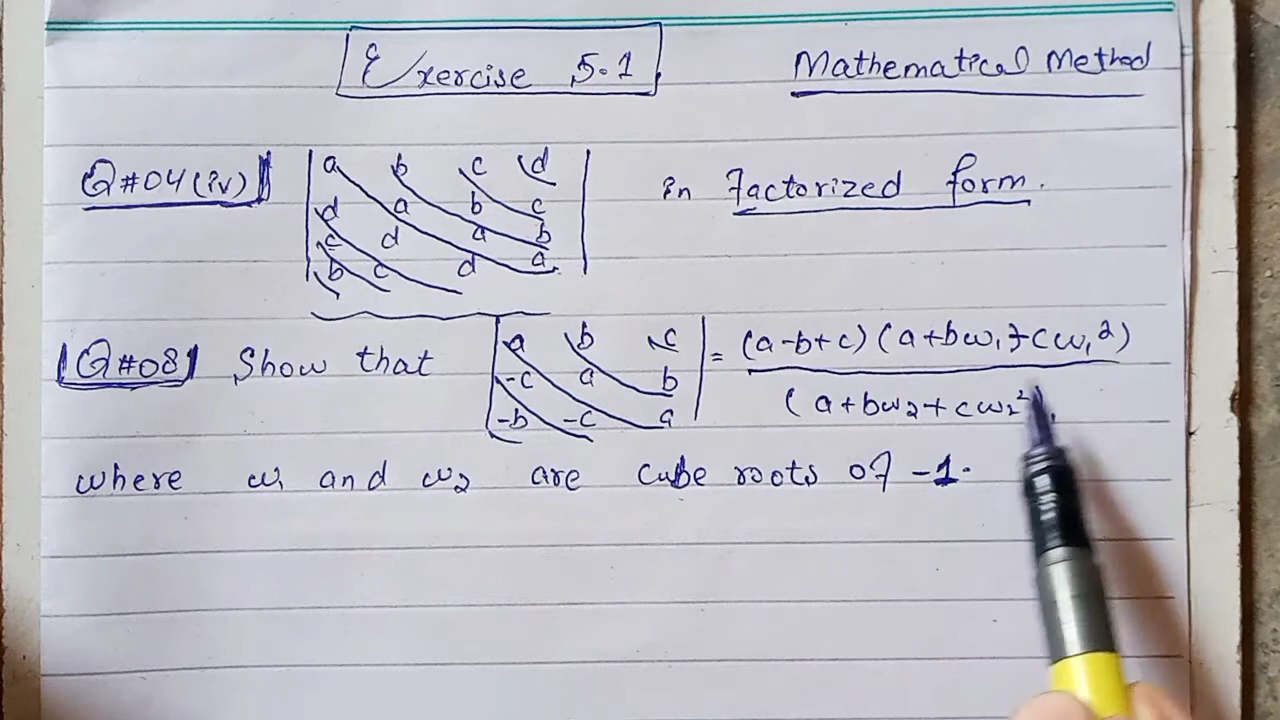 Exercise 5.1 Mathematical Method
Q#04(iv) | a b c d | in Factorized form.
d a b c
c d a b
b c d a
Q#08 Show that | a b c | = (a-b+c)(a+bω₁+cω₁²)
-c a b
-b -c a (a+bω₂+cω₂²).
where ω₁ and ω₂ are cube roots of -1.